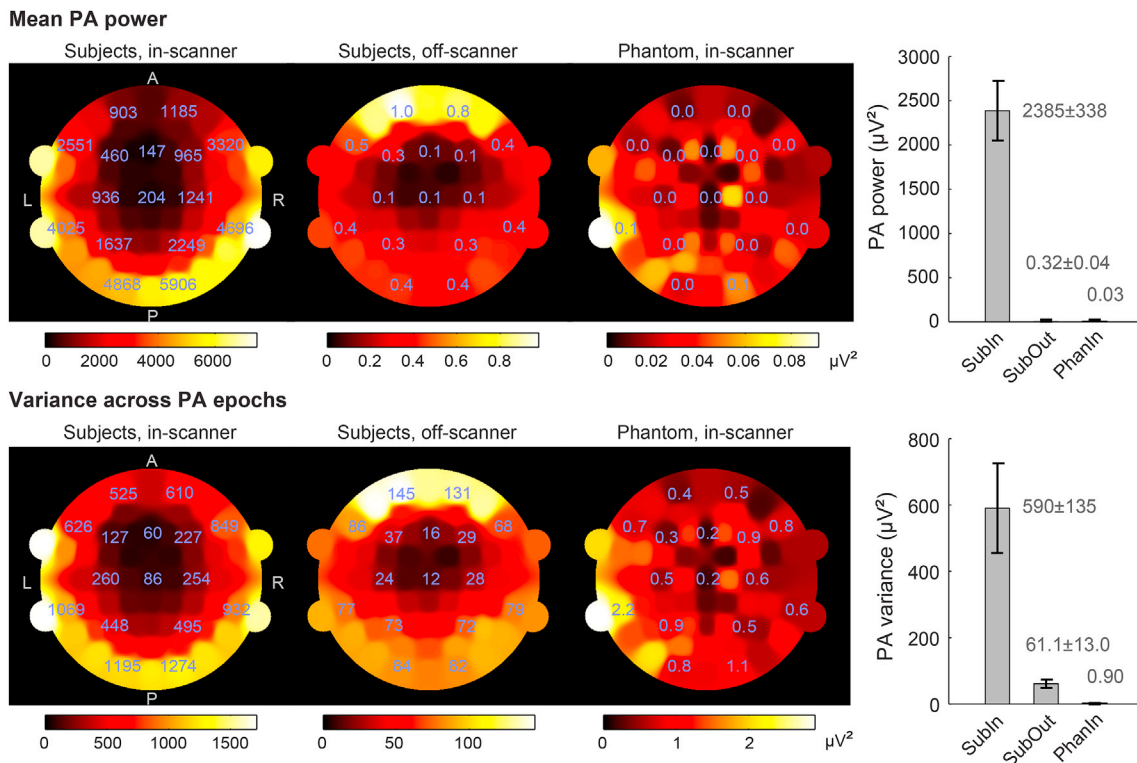 Mean PA power
Subjects, in-scanner
Subjects, off-scanner
Phantom, in-scanner
A
903 1185
2551 3320
460 147 965
L 936 204 1241 R
4025 4696
1637 2249
4868 5906
P
0 2000 4000 6000
1.0 0.8
0.5 0.4
0.3 0.1 0.1
0.1 0.1 0.1
0.4 0.4
0.3 0.3
0.4 0.4
0 0.2 0.4 0.6 0.8
0.0 0.0
0.0 0.0
0.0 0.0 0.0
0.0 0.0 0.0
0.1 0.0
0.0 0.0
0.0 0.1
0 0.02 0.04 0.06 0.08 µV²
PA power (µV²)
3000
2500
2000
1500
1000
500
0
2385±338
0.32±0.04
0.03
SubIn
SubOut
PhanIn
Variance across PA epochs
Subjects, in-scanner
Subjects, off-scanner
Phantom, in-scanner
A
525 610
626 849
127 60 227
L 260 86 254 R
1069 932
448 495
1195 1274
P
0 500 1000 1500
145 131
86 68
37 16 29
24 12 28
77 79
73 72
84 82
0 50 100
0.4 0.5
0.7 0.8
0.3 0.2 0.9
0.5 0.2 0.6
2.2 0.6
0.9 0.5
0.8 1.1
0 1 2 µV²
PA variance (µV²)
800
600
400
200
0
590±135
61.1±13.0
0.90
SubIn
SubOut
PhanIn